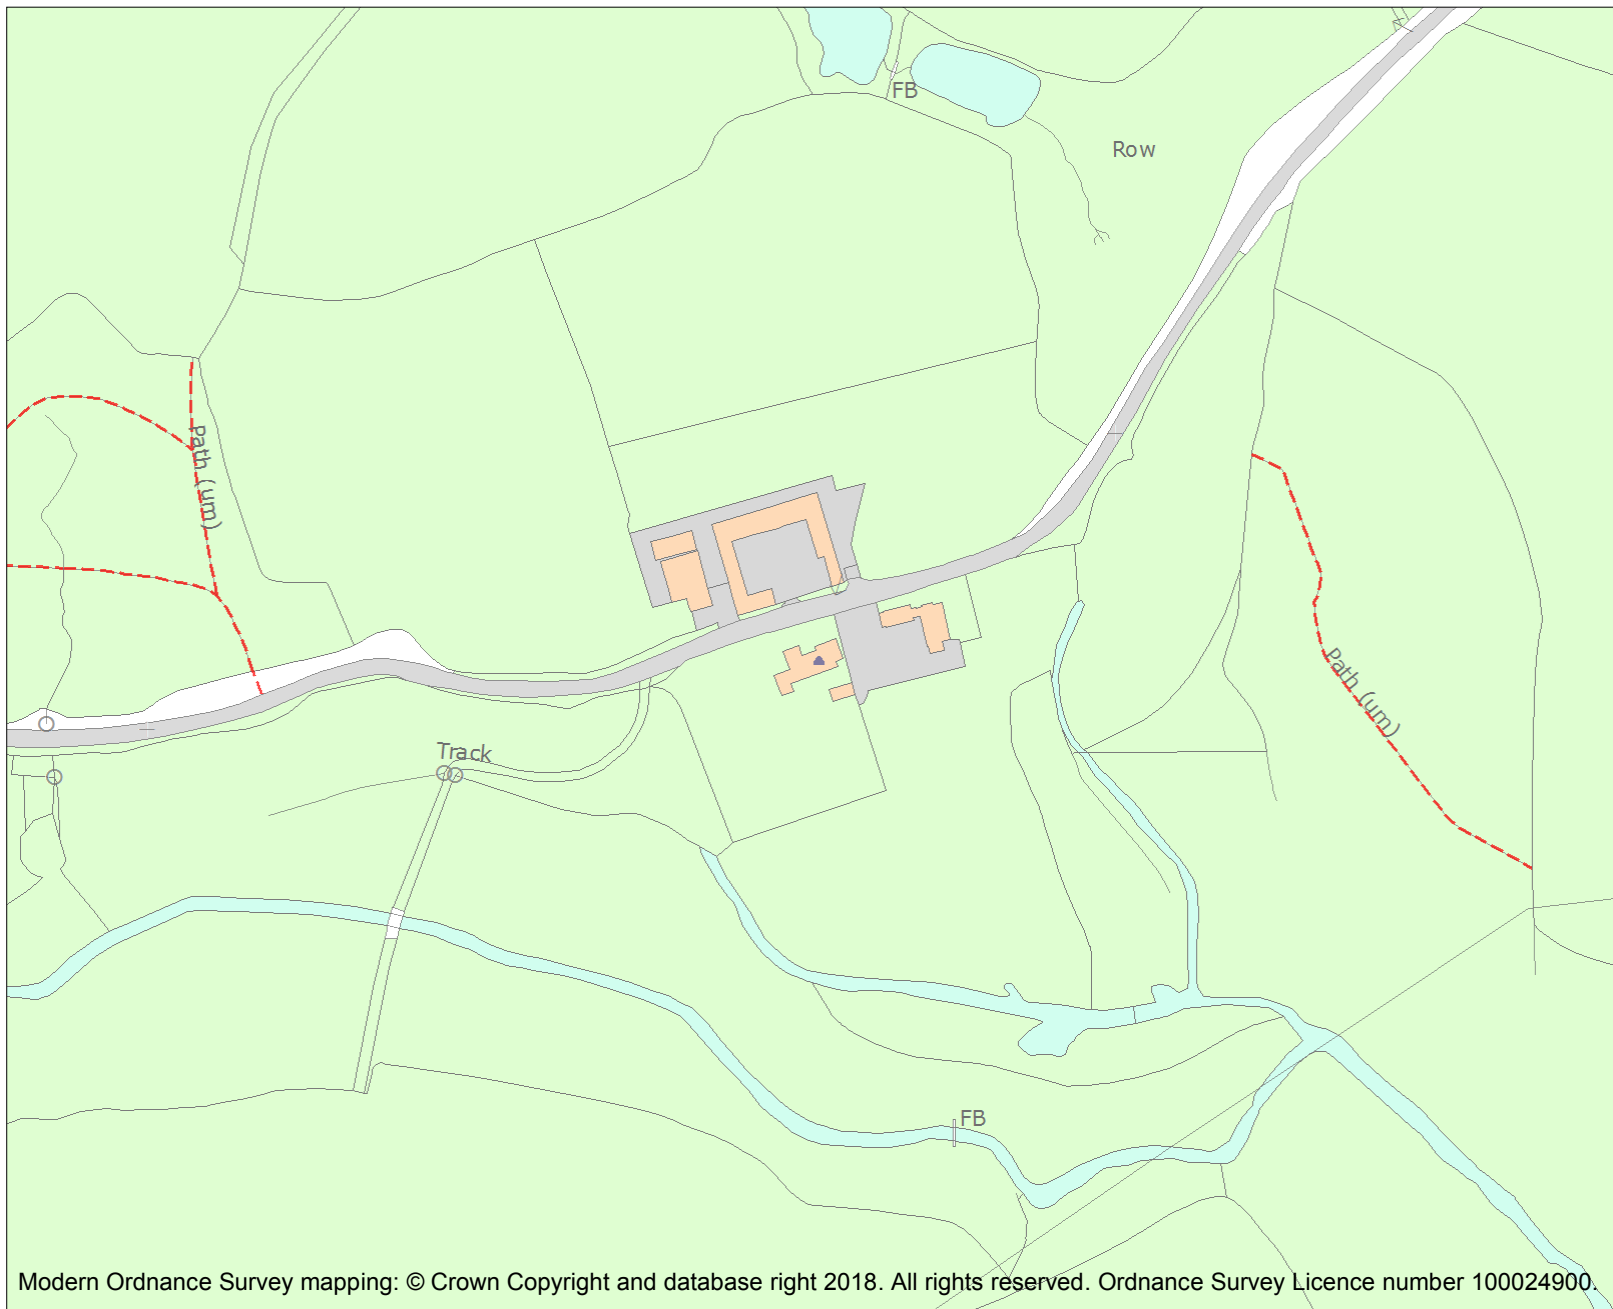 FB
Row
Path (um)
Path (um)
Track
FB
Modern Ordnance Survey mapping: © Crown Copyright and database right 2018. All rights reserved. Ordnance Survey Licence number 100024900.